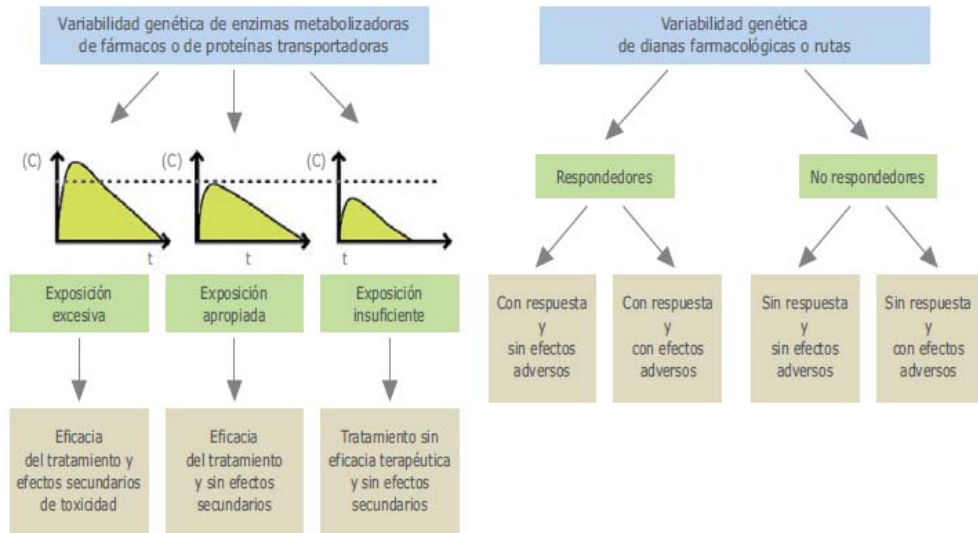 Variabilidad genética de enzimas metabolizadoras
de fármacos o de proteínas transportadoras
(C)
t
(C)
t
(C)
t
Exposición
excesiva
Exposición
apropiada
Exposición
insuficiente
Eficacia
del tratamiento y
efectos secundarios
de toxicidad
Eficacia
del tratamiento
y sin efectos
secundarios
Tratamiento sin
eficacia terapéutica
y sin efectos
secundarios
Variabilidad genética
de dianas farmacológicas o rutas
Respondedores
No respondedores
Con respuesta
y
sin efectos
adversos
Con respuesta
y
con efectos
adversos
Sin respuesta
y
sin efectos
adversos
Sin respuesta
y
con efectos
adversos